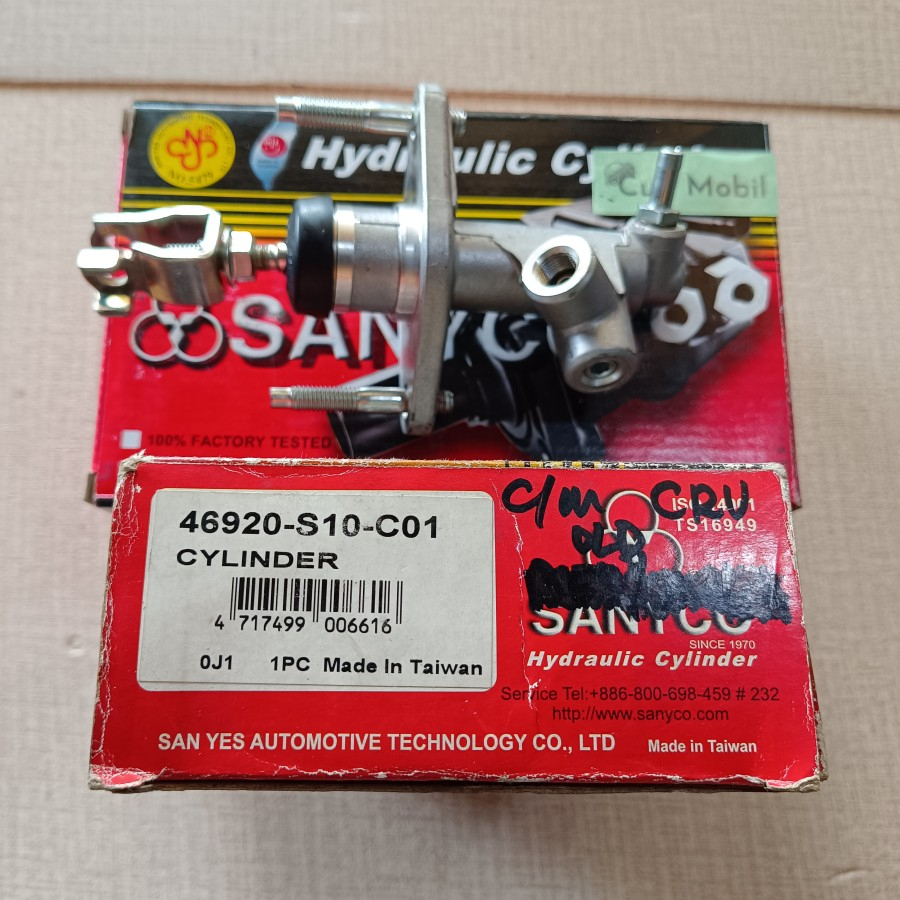 Hydraulic Cylinder
Mobil
SANYCO
100% FACTORY TESTED
46920-S10-C01
CYLINDER
4 717499 006616
0J1 1PC Made In Taiwan
C/M CRV
OLD
TS16949
SANYCO
SINCE 1970
Hydraulic Cylinder
Service Tel:+886-800-698-459 # 232
http://www.sanyco.com
SAN YES AUTOMOTIVE TECHNOLOGY CO., LTD Made in Taiwan